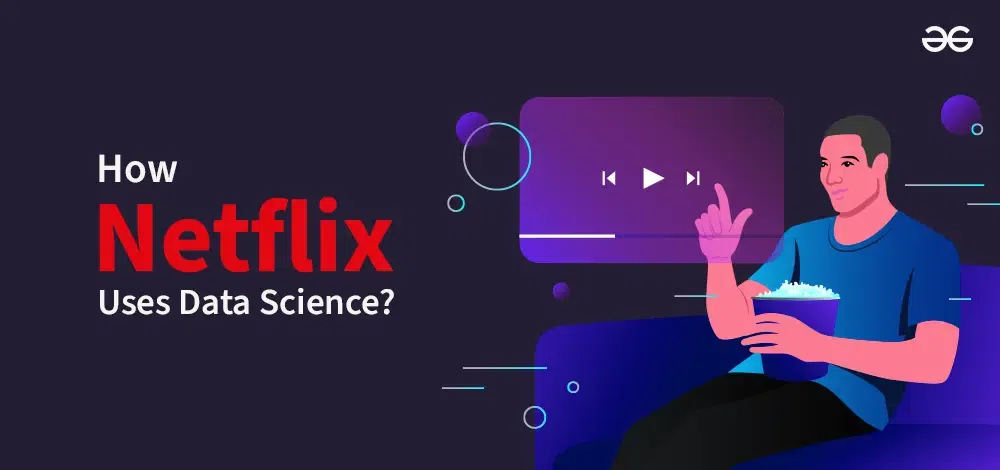 How
Netflix
Uses Data Science?